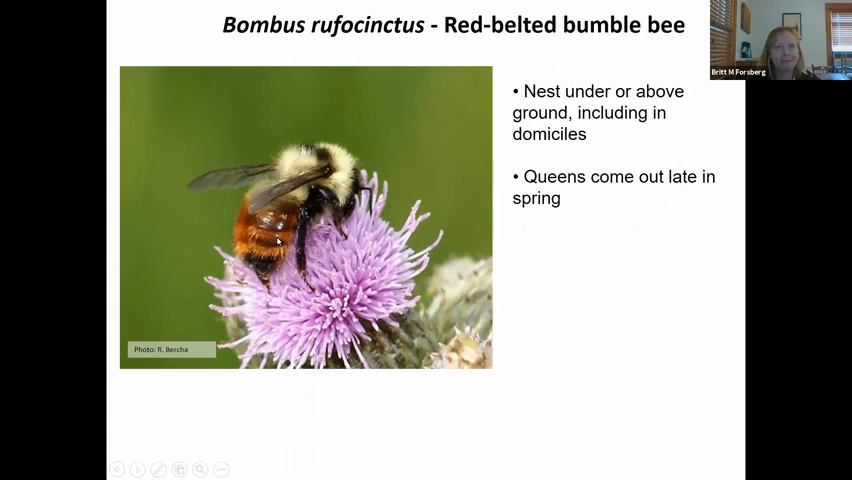 Bombus rufocinctus - Red-belted bumble bee
Britt M Forsberg
• Nest under or above
ground, including in
domiciles
• Queens come out late in
spring
Photo: R. Bercha